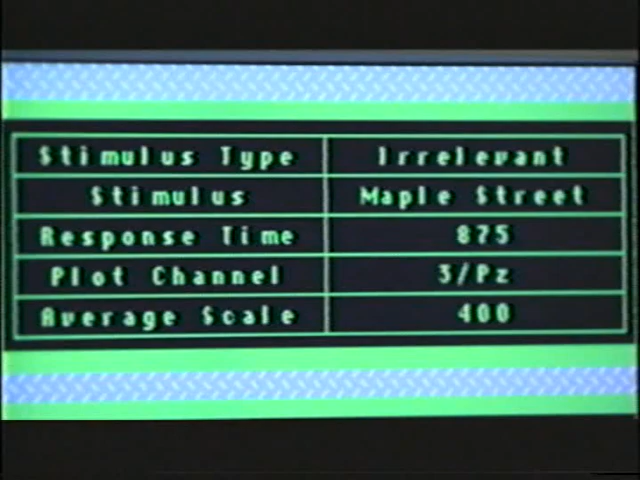 Stimulus Type Irrelevant
Stimulus Maple Street
Response Time 875
Plot Channel 3/Pz
Average Scale 400